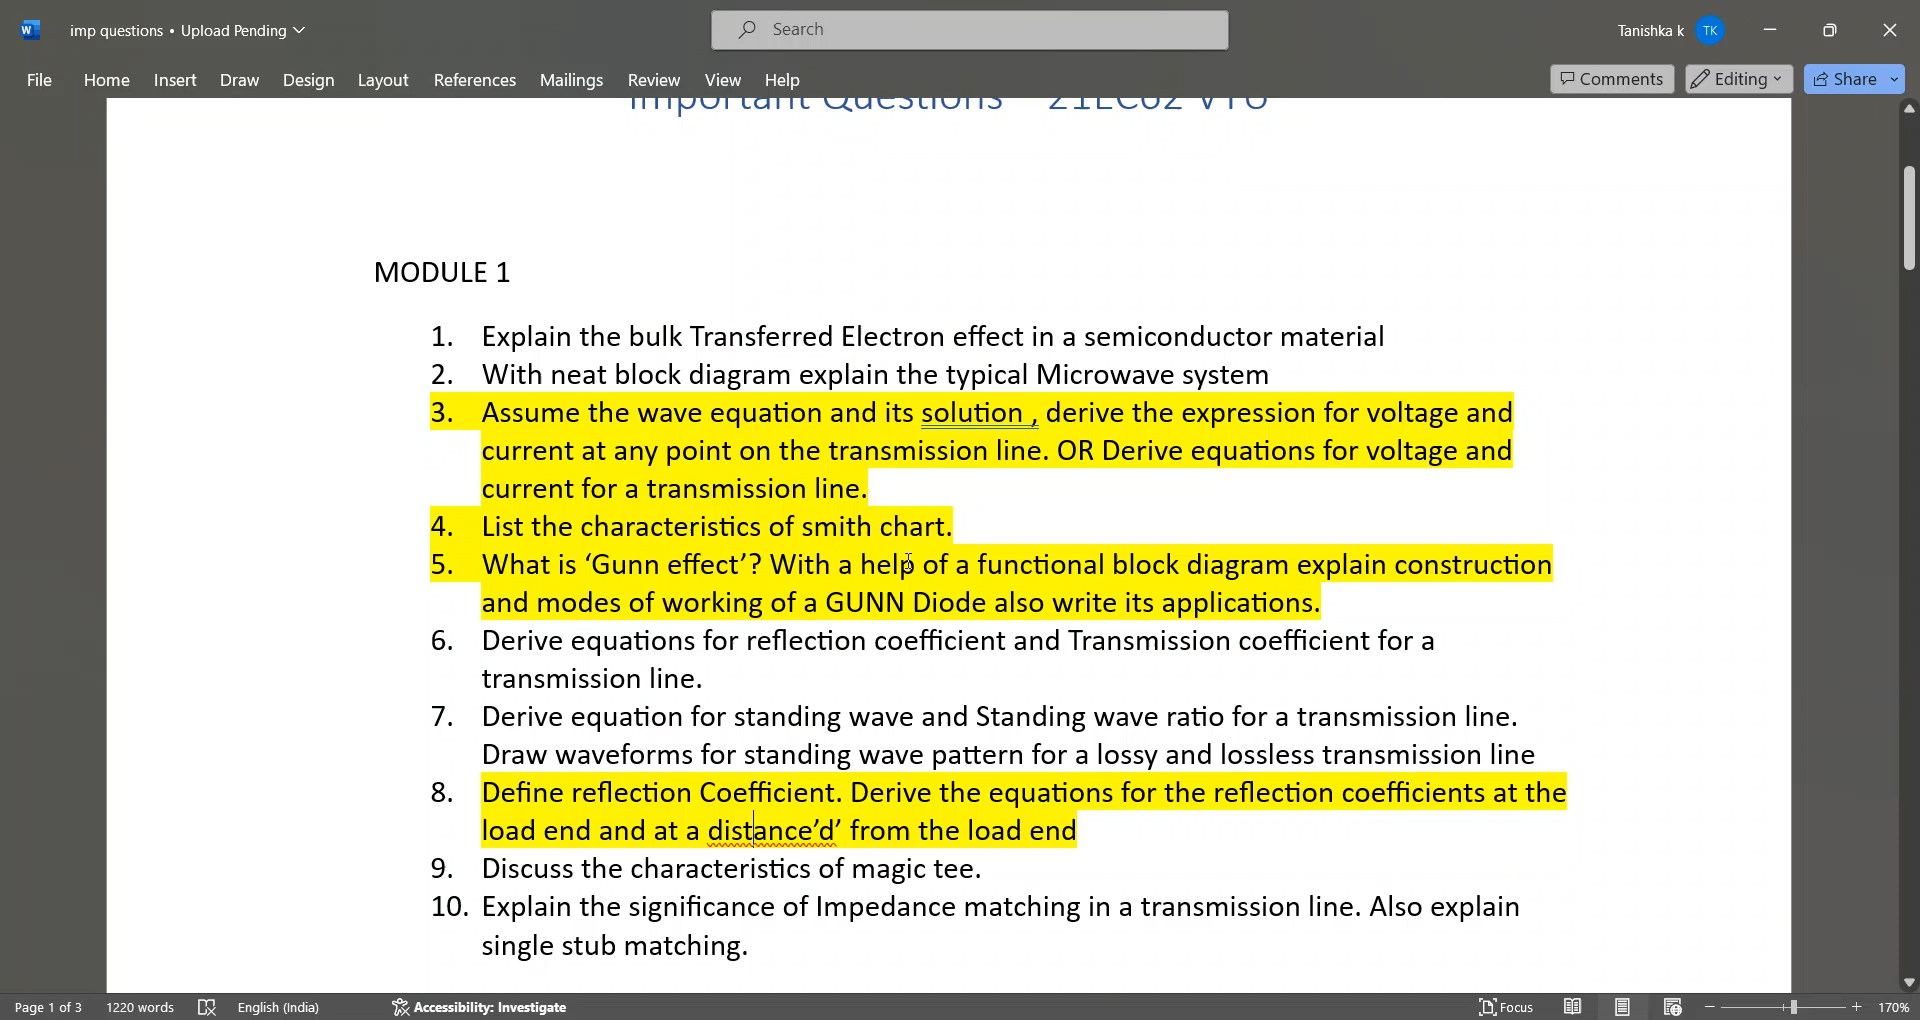 imp questions • Upload Pending
Search
Tanishka k TK
File Home Insert Draw Design Layout References Mailings Review View Help
Comments Editing Share
Important Questions – 21EC62 VTU
MODULE 1
1. Explain the bulk Transferred Electron effect in a semiconductor material
2. With neat block diagram explain the typical Microwave system
3. Assume the wave equation and its solution , derive the expression for voltage and
current at any point on the transmission line. OR Derive equations for voltage and
current for a transmission line.
4. List the characteristics of smith chart.
5. What is ‘Gunn effect’? With a help of a functional block diagram explain construction
and modes of working of a GUNN Diode also write its applications.
6. Derive equations for reflection coefficient and Transmission coefficient for a
transmission line.
7. Derive equation for standing wave and Standing wave ratio for a transmission line.
Draw waveforms for standing wave pattern for a lossy and lossless transmission line
8. Define reflection Coefficient. Derive the equations for the reflection coefficients at the
load end and at a distance’d’ from the load end
9. Discuss the characteristics of magic tee.
10. Explain the significance of Impedance matching in a transmission line. Also explain
single stub matching.
Page 1 of 3 1220 words English (India) Accessibility: Investigate Focus 170%